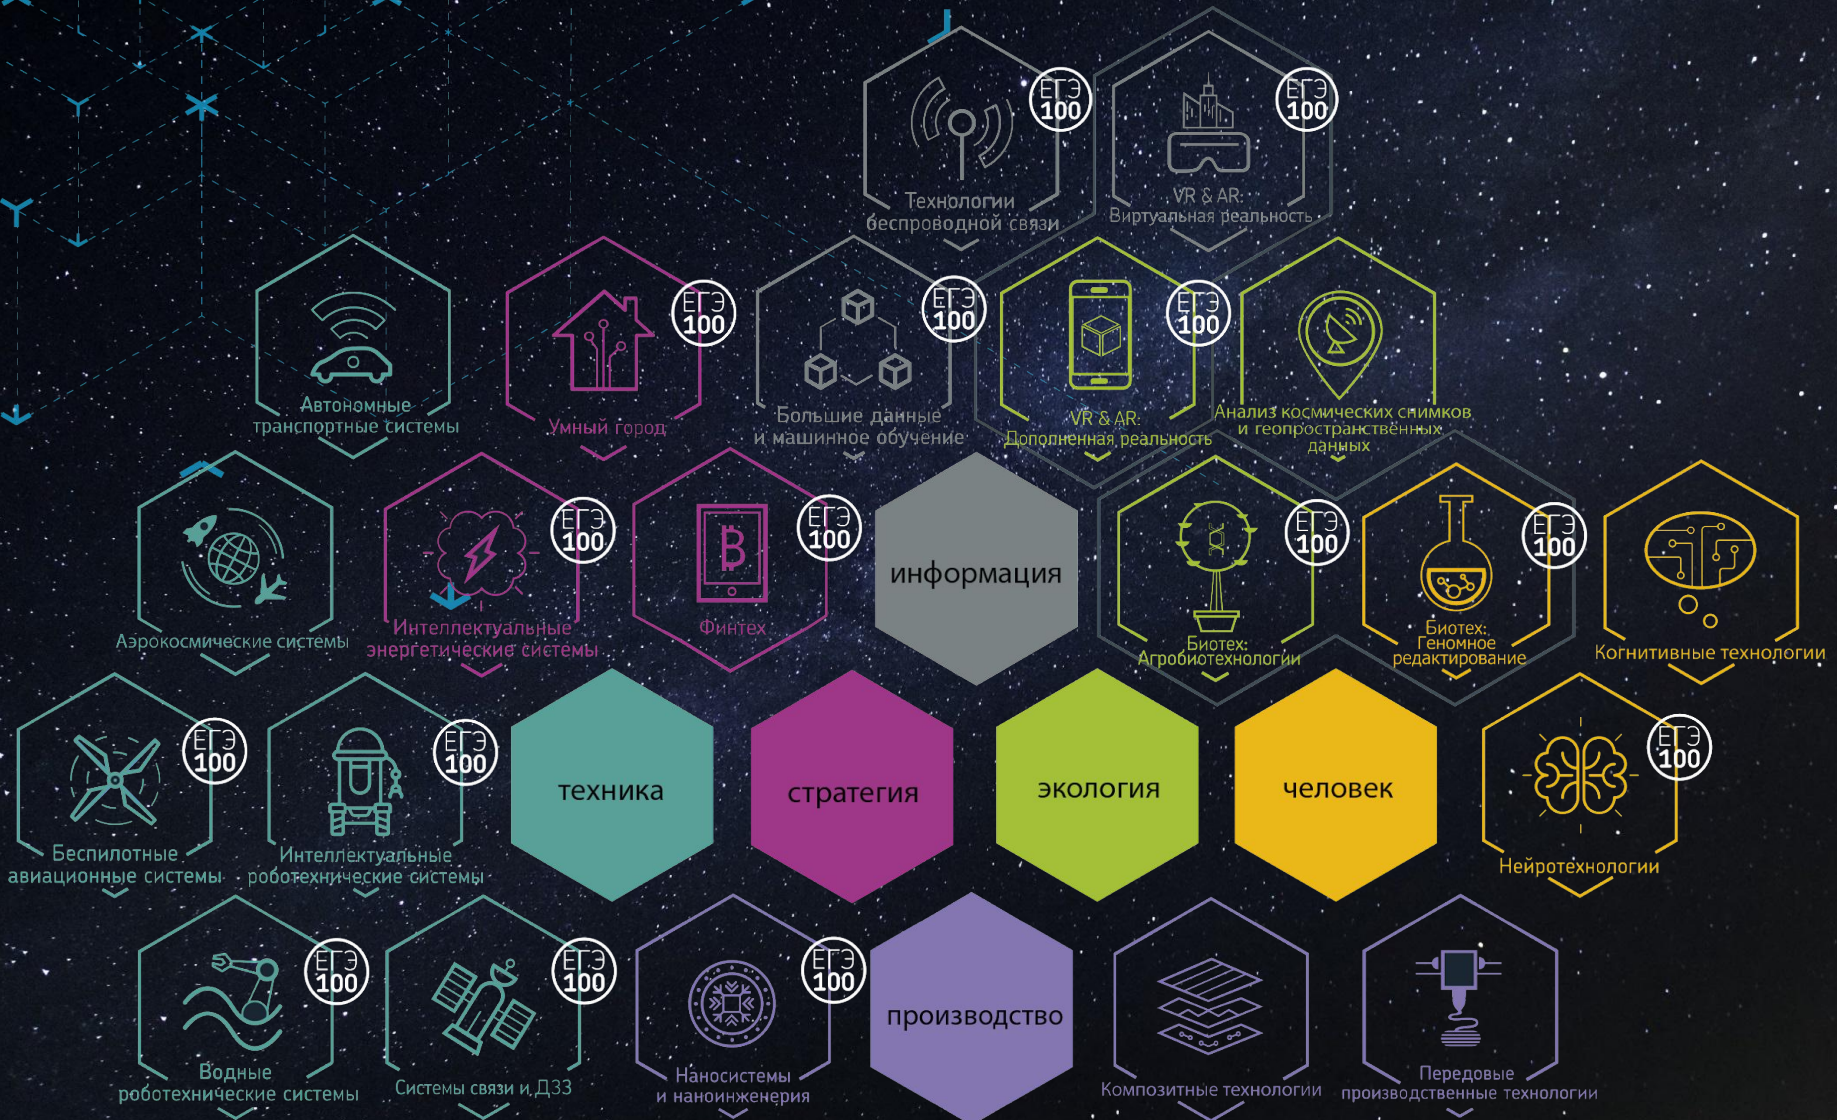 ЕГЭ
100
ЕГЭ
100
Технологии
беспроводной связи
VR & AR:
Виртуальная реальность
ЕГЭ
100
ЕГЭ
100
ЕГЭ
100
Автономные
транспортные системы
Умный город
Большие данные
и машинное обучение
VR & AR:
Дополненная реальность
Анализ космических снимков
и геопространственных
данных
ЕГЭ
100
ЕГЭ
100
ЕГЭ
100
ЕГЭ
100
информация
Аэрокосмические системы
Интеллектуальные
энергетические системы
Финтех
Биотех:
Агробиотехнологии
Биотех:
Геномное
редактирование
Когнитивные технологии
ЕГЭ
100
ЕГЭ
100
ЕГЭ
100
техника
стратегия
экология
человек
Беспилотные
авиационные системы
Интеллектуальные
робоtехнические системы
Нейротехнологии
ЕГЭ
100
ЕГЭ
100
ЕГЭ
100
производство
Водные
роботехнические системы
Системы связи и ДЗЗ
Наносистемы
и наноинженерия
Композитные технологии
Передовые
производственные технологии